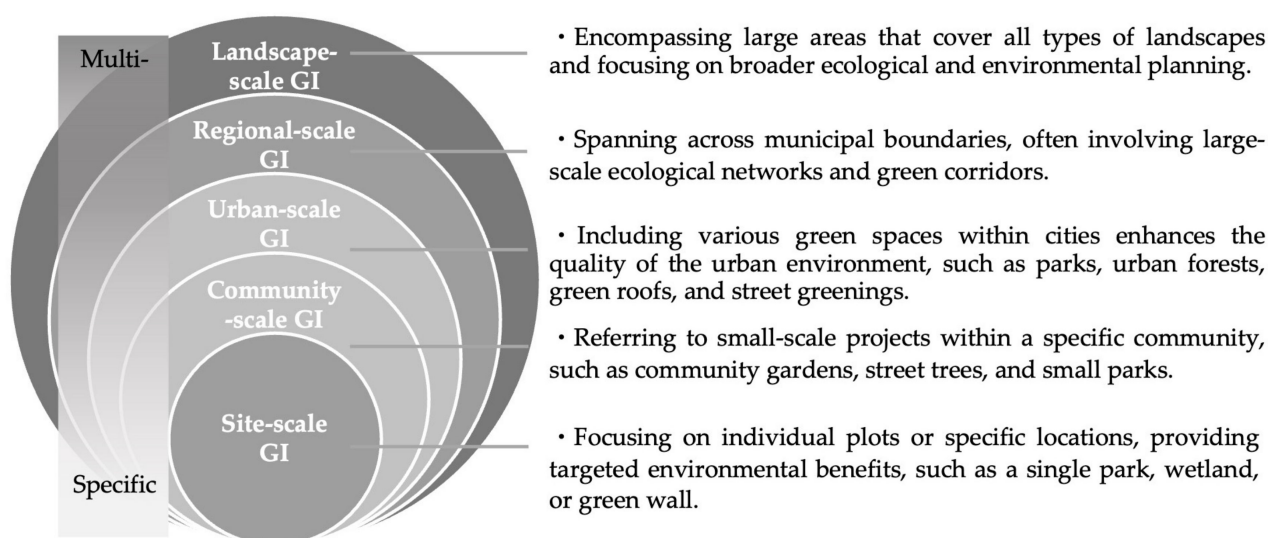 Multi-
Landscape-
scale GI
· Encompassing large areas that cover all types of landscapes
and focusing on broader ecological and environmental planning.
Regional-scale
GI
· Spanning across municipal boundaries, often involving large-
scale ecological networks and green corridors.
Urban-scale
GI
· Including various green spaces within cities enhances the
quality of the urban environment, such as parks, urban forests,
green roofs, and street greenings.
Community
-scale GI
· Referring to small-scale projects within a specific community,
such as community gardens, street trees, and small parks.
Site-scale
GI
· Focusing on individual plots or specific locations, providing
targeted environmental benefits, such as a single park, wetland,
or green wall.
Specific